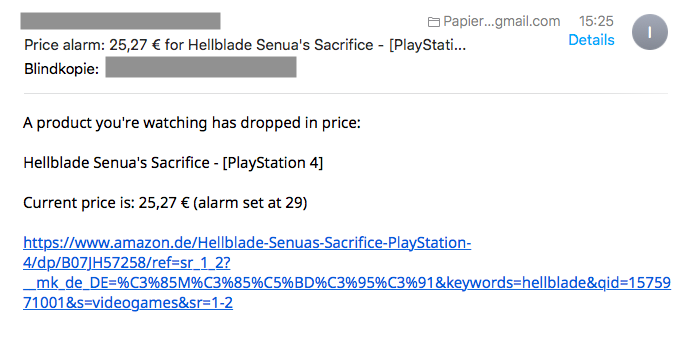 Papier...gmail.com 15:25
Price alarm: 25,27 € for Hellblade Senua's Sacrifice - [PlayStati...
Details
I
Blindkopie:
A product you're watching has dropped in price:
Hellblade Senua's Sacrifice - [PlayStation 4]
Current price is: 25,27 € (alarm set at 29)
https://www.amazon.de/Hellblade-Senuas-Sacrifice-PlayStation-
4/dp/B07JH57258/ref=sr_1_2?
__mk_de_DE=%C3%85M%C3%85%C5%BD%C3%95%C3%91&keywords=hellblade&qid=15759
71001&s=videogames&sr=1-2